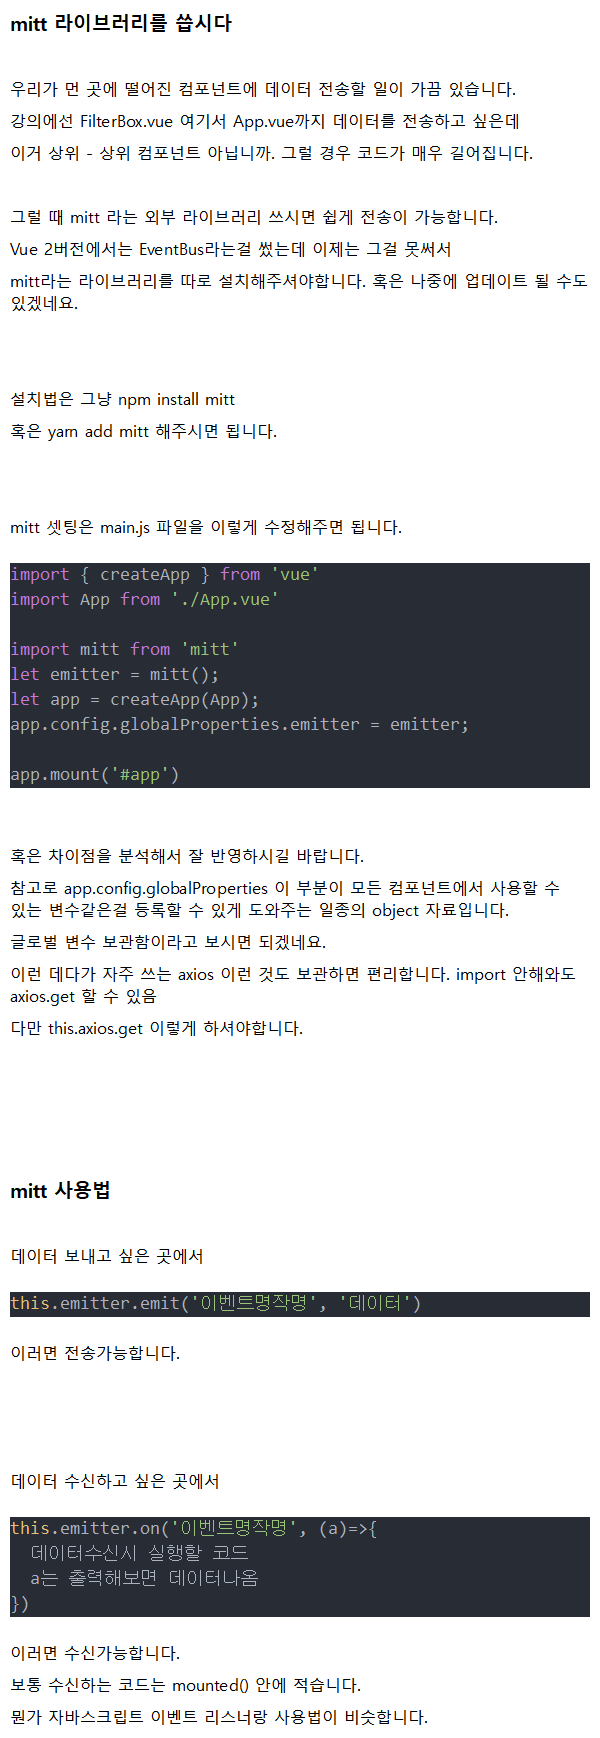 mitt 라이브러리를 씁시다
우리가 먼 곳에 떨어진 컴포넌트에 데이터 전송할 일이 가끔 있습니다.
강의에선 FilterBox.vue 여기서 App.vue까지 데이터를 전송하고 싶은데
이거 상위 - 상위 컴포넌트 아닙니까. 그럴 경우 코드가 매우 길어집니다.
그럴 때 mitt 라는 외부 라이브러리 쓰시면 쉽게 전송이 가능합니다.
Vue 2버전에서는 EventBus라는걸 썼는데 이제는 그걸 못써서
mitt라는 라이브러리를 따로 설치해주셔야합니다. 혹은 나중에 업데이트 될 수도
있겠네요.
설치법은 그냥 npm install mitt
혹은 yarn add mitt 해주시면 됩니다.
mitt 셋팅은 main.js 파일을 이렇게 수정해주면 됩니다.
import { createApp } from 'vue'
import App from './App.vue'
import mitt from 'mitt'
let emitter = mitt();
let app = createApp(App);
app.config.globalProperties.emitter = emitter;
app.mount('#app')
혹은 차이점을 분석해서 잘 반영하시길 바랍니다.
참고로 app.config.globalProperties 이 부분이 모든 컴포넌트에서 사용할 수
있는 변수같은걸 등록할 수 있게 도와주는 일종의 object 자료입니다.
글로벌 변수 보관함이라고 보시면 되겠네요.
이런 데다가 자주 쓰는 axios 이런 것도 보관하면 편리합니다. import 안해와도
axios.get 할 수 있음
다만 this.axios.get 이렇게 하셔야합니다.
mitt 사용법
데이터 보내고 싶은 곳에서
this.emitter.emit('이벤트명작명', '데이터')
이러면 전송가능합니다.
데이터 수신하고 싶은 곳에서
this.emitter.on('이벤트명작명', (a)=>{
데이터수신시 실행할 코드
a는 출력해보면 데이터나옴
})
이러면 수신가능합니다.
보통 수신하는 코드는 mounted() 안에 적습니다.
뭔가 자바스크립트 이벤트 리스너랑 사용법이 비슷합니다.